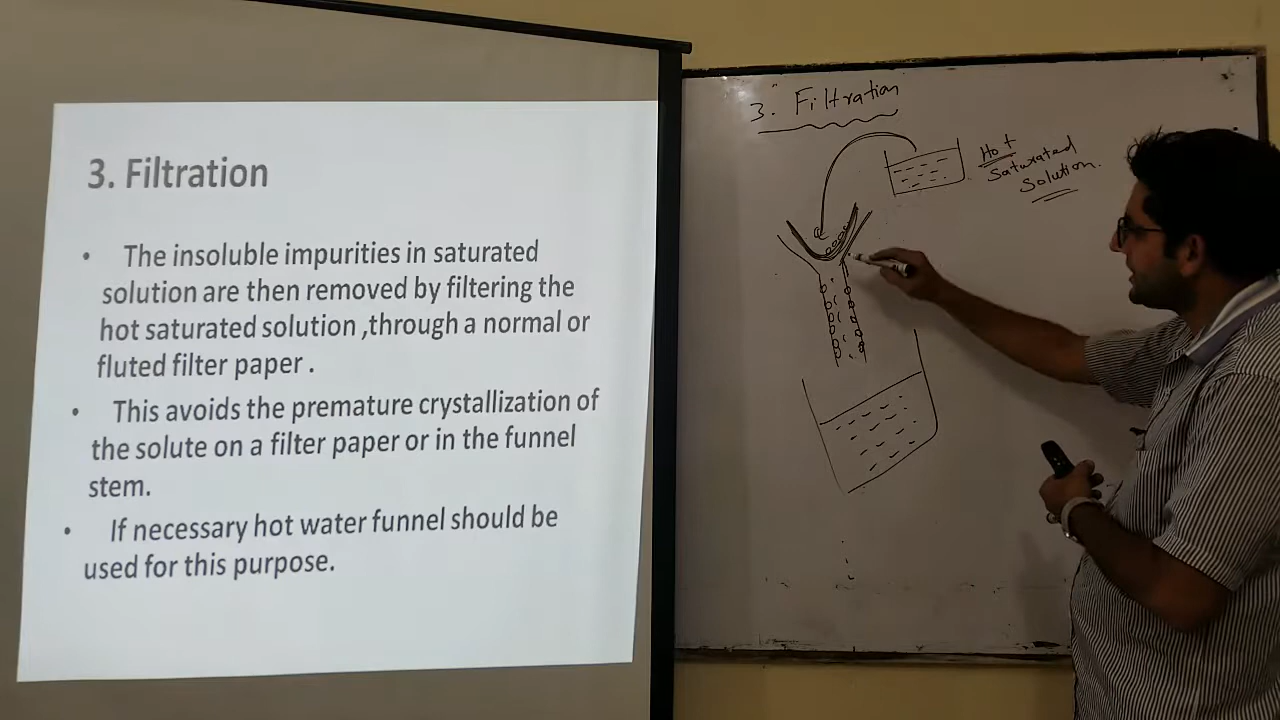 3. Filtration
• The insoluble impurities in saturated
solution are then removed by filtering the
hot saturated solution ,through a normal or
fluted filter paper .
• This avoids the premature crystallization of
the solute on a filter paper or in the funnel
stem.
• If necessary hot water funnel should be
used for this purpose.
3. Filtration
Hot
Saturated
Solution.